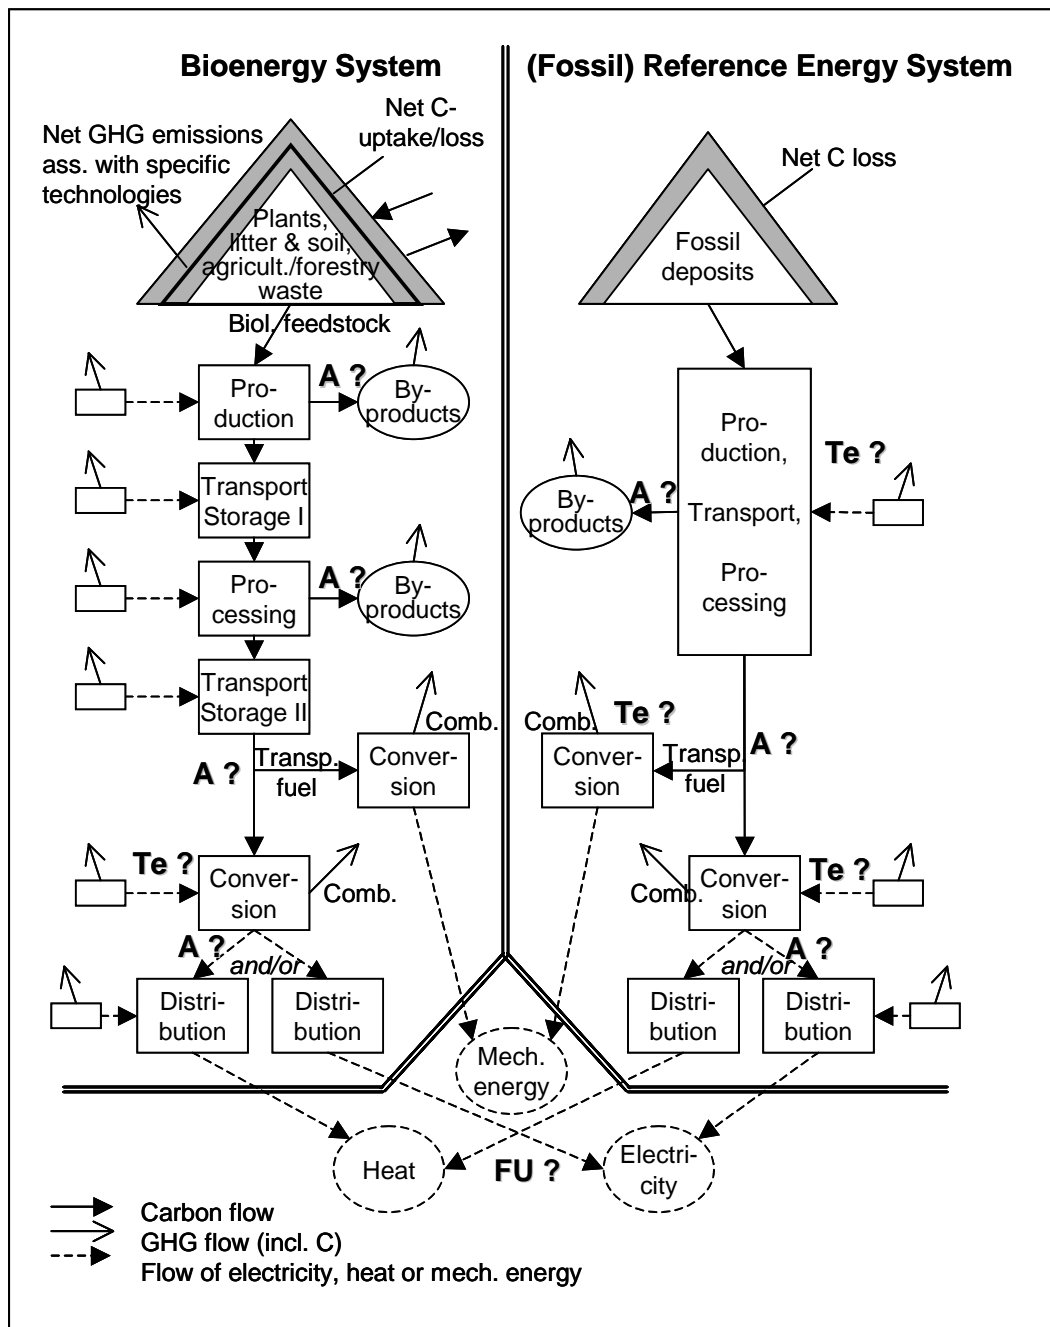 Bioenergy System
(Fossil) Reference Energy System
Net GHG emissions
ass. with specific
technologies
Net C-
uptake/loss
Net C loss
Plants,
litter & soil,
agricult./forestry
waste
Fossil
deposits
Biol. feedstock
Pro-
duction
A ?
By-
products
Transport
Storage I
Pro-
cessing
A ?
By-
products
Transport
Storage II
Comb.
A ?
Transp.
fuel
Conver-
sion
Te ?
Conver-
sion
Comb.
A ?
and/or
Distri-
bution
Distri-
bution
Pro-
duction,
Transport,
Pro-
cessing
Te ?
A ?
By-
products
Comb.
Te ?
Conver-
sion
Transp.
fuel
A ?
Comb.
Conver-
sion
Te ?
A ?
and/or
Distri-
bution
Distri-
bution
Mech.
energy
Heat
FU ?
Electri-
city
Carbon flow
GHG flow (incl. C)
Flow of electricity, heat or mech. energy